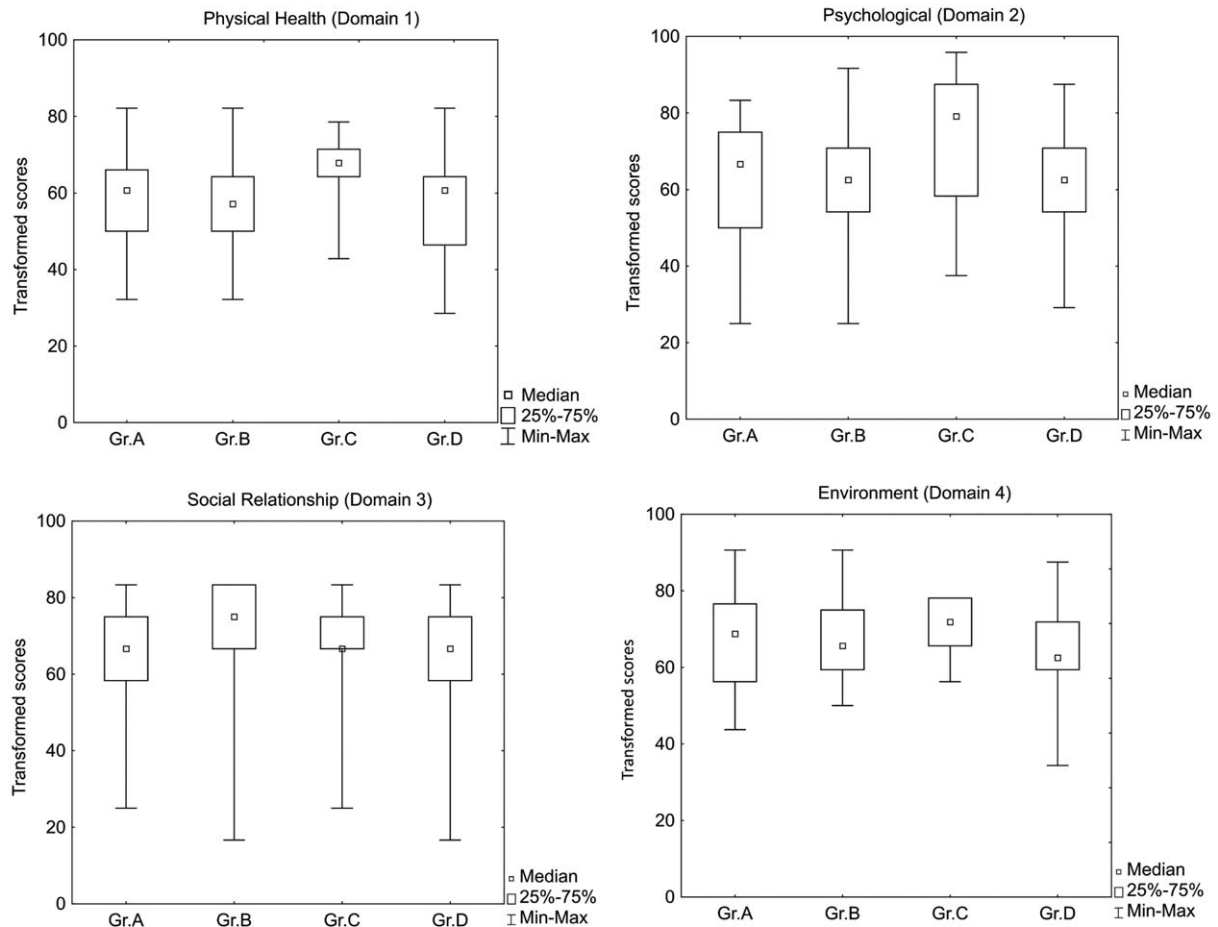 Physical Health (Domain 1)
100
80
60
40
20
0
Transformed scores
Gr.A Gr.B Gr.C Gr.D
Median
25%-75%
Min-Max
Psychological (Domain 2)
100
80
60
40
20
0
Transformed scores
Gr.A Gr.B Gr.C Gr.D
Median
25%-75%
Min-Max
Social Relationship (Domain 3)
100
80
60
40
20
0
Transformed scores
Gr.A Gr.B Gr.C Gr.D
Median
25%-75%
Min-Max
Environment (Domain 4)
100
80
60
40
20
0
Transformed scores
Gr.A Gr.B Gr.C Gr.D
Median
25%-75%
Min-Max